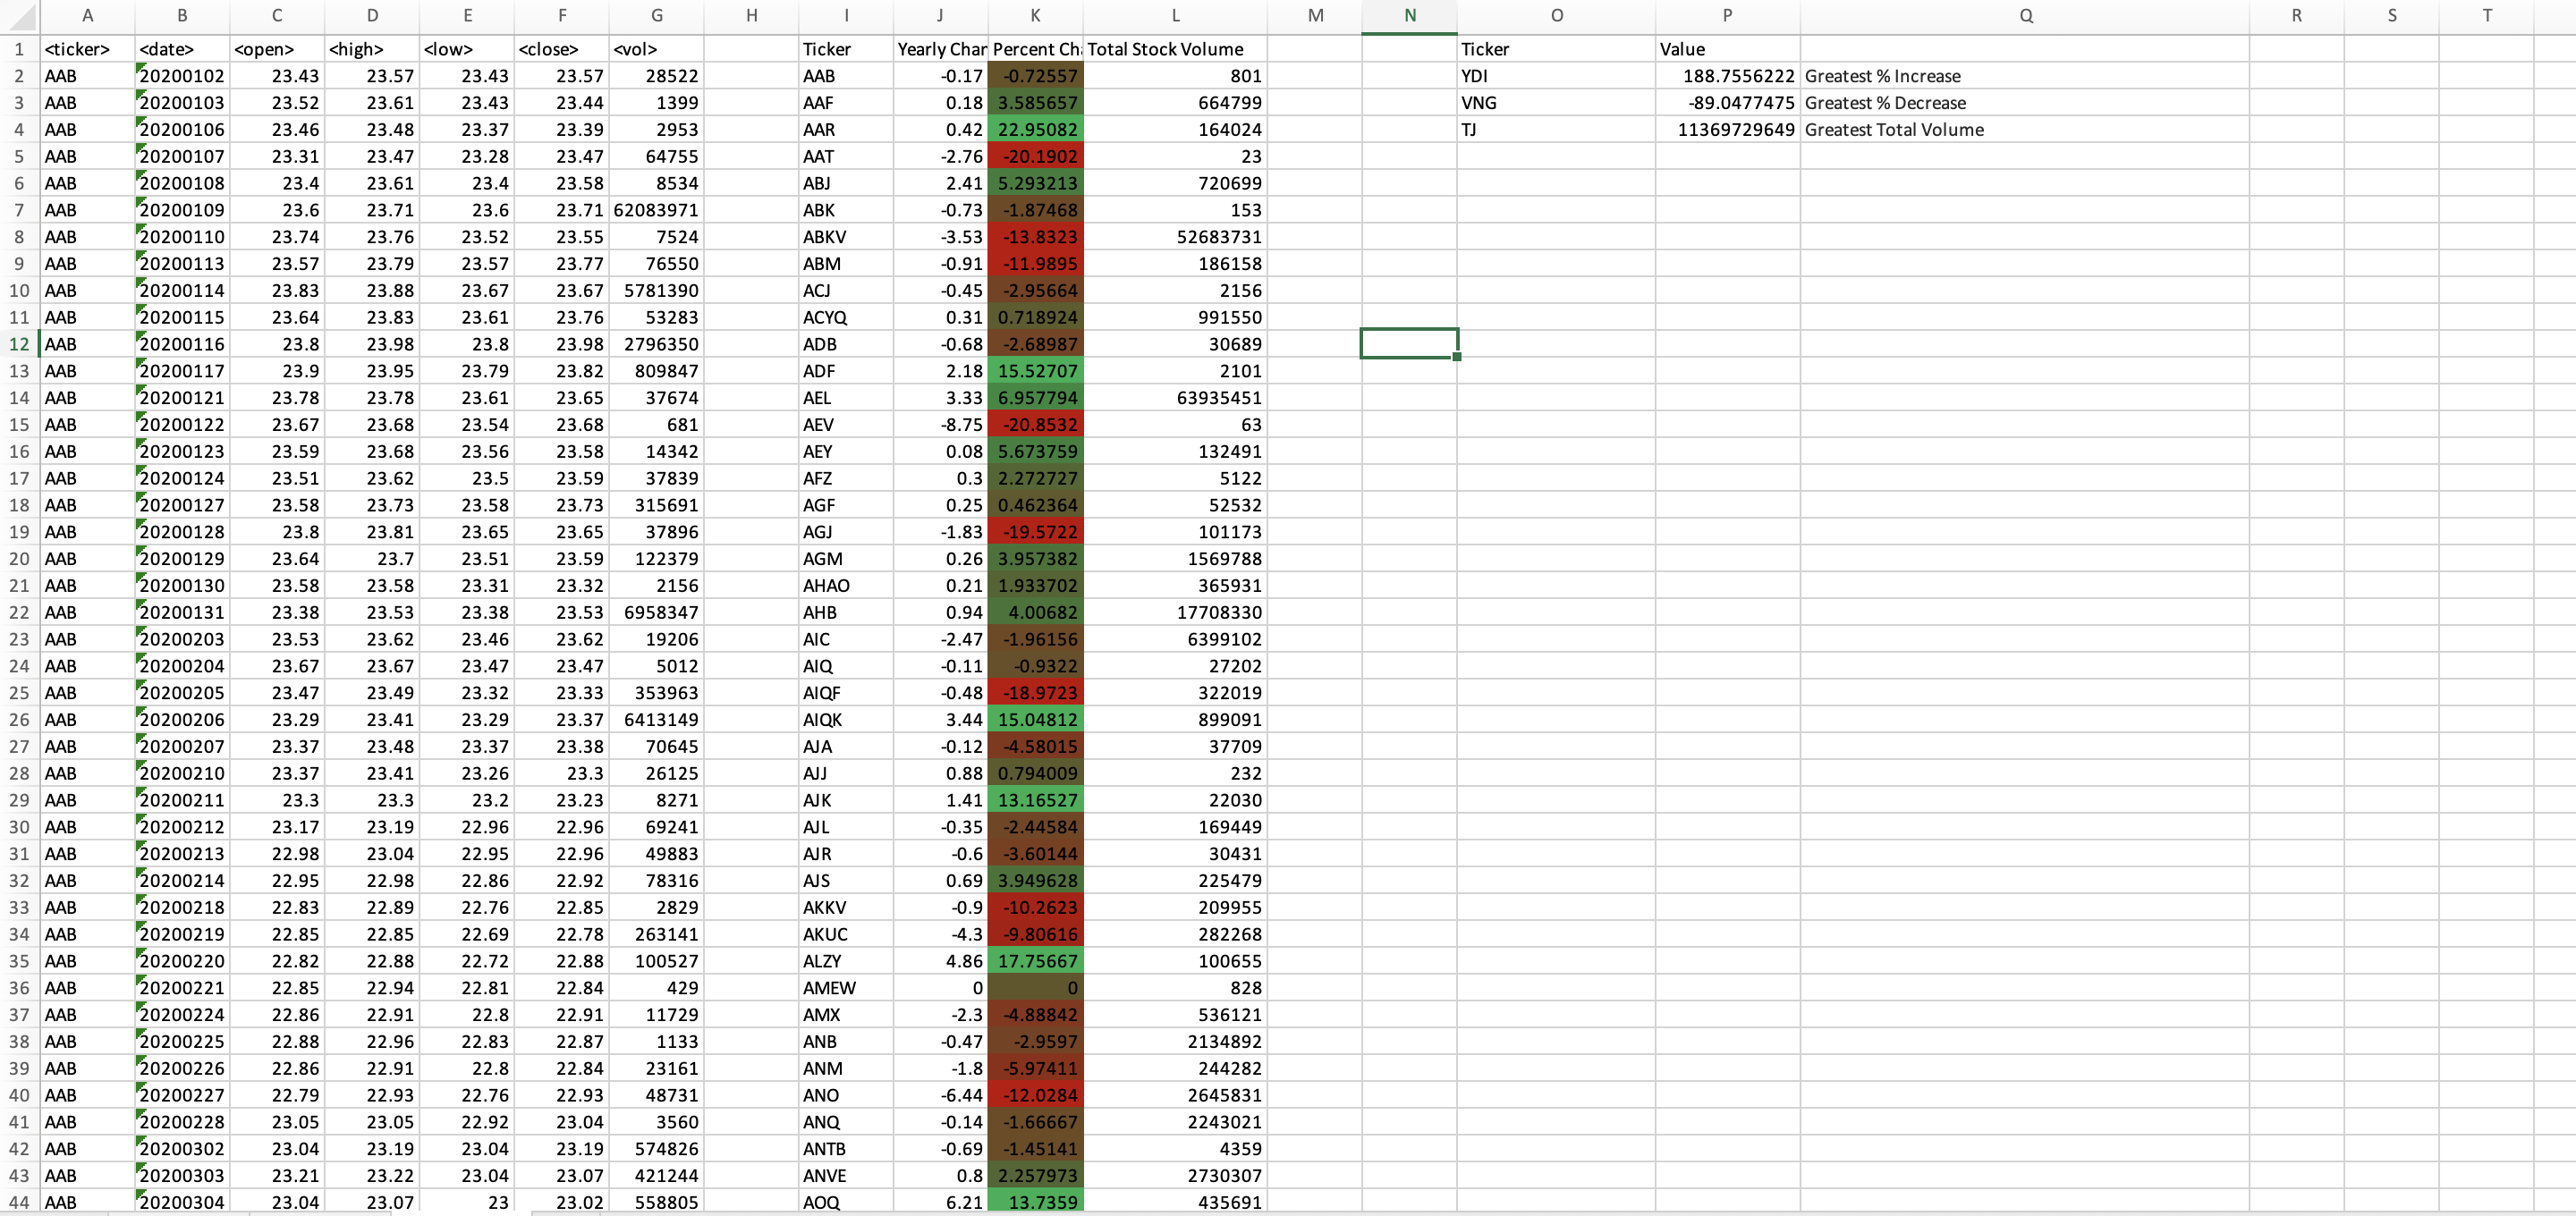 A B C D E F G H I J K L M N O P Q R S T
1 <ticker> <date> <open> <high> <low> <close> <vol> Ticker Yearly Char Percent Ch Total Stock Volume Ticker Value
2 AAB 20200102 23.43 23.57 23.43 23.57 28522 AAB -0.17 -0.72557 801 YDI 188.7556222 Greatest % Increase
3 AAB 20200103 23.52 23.61 23.43 23.44 1399 AAF 0.18 3.585657 664799 VNG -89.0477475 Greatest % Decrease
4 AAB 20200106 23.46 23.48 23.37 23.39 2953 AAR 0.42 22.95082 164024 TJ 11369729649 Greatest Total Volume
5 AAB 20200107 23.31 23.47 23.28 23.47 64755 AAT -2.76 -20.1902 23
6 AAB 20200108 23.4 23.61 23.4 23.58 8534 ABJ 2.41 5.293213 720699
7 AAB 20200109 23.6 23.71 23.6 23.71 62083971 ABK -0.73 -1.87468 153
8 AAB 20200110 23.74 23.76 23.52 23.55 7524 ABKV -3.53 -13.8323 52683731
9 AAB 20200113 23.57 23.79 23.57 23.77 76550 ABM -0.91 -11.9895 186158
10 AAB 20200114 23.83 23.88 23.67 23.67 5781390 ACJ -0.45 -2.95664 2156
11 AAB 20200115 23.64 23.83 23.61 23.76 53283 ACYQ 0.31 0.718924 991550
12 AAB 20200116 23.8 23.98 23.8 23.98 2796350 ADB -0.68 -2.68987 30689
13 AAB 20200117 23.9 23.95 23.79 23.82 809847 ADF 2.18 15.52707 2101
14 AAB 20200121 23.78 23.78 23.61 23.65 37674 AEL 3.33 6.957794 63935451
15 AAB 20200122 23.67 23.68 23.54 23.68 681 AEV -8.75 -20.8532 63
16 AAB 20200123 23.59 23.68 23.56 23.58 14342 AEY 0.08 5.673759 132491
17 AAB 20200124 23.51 23.62 23.5 23.59 37839 AFZ 0.3 2.272727 5122
18 AAB 20200127 23.58 23.73 23.58 23.73 315691 AGF 0.25 0.462364 52532
19 AAB 20200128 23.8 23.81 23.65 23.65 37896 AGJ -1.83 -19.5722 101173
20 AAB 20200129 23.64 23.7 23.51 23.59 122379 AGM 0.26 3.957382 1569788
21 AAB 20200130 23.58 23.58 23.31 23.32 2156 AHAO 0.21 1.933702 365931
22 AAB 20200131 23.38 23.53 23.38 23.53 6958347 AHB 0.94 4.00682 17708330
23 AAB 20200203 23.53 23.62 23.46 23.62 19206 AIC -2.47 -1.96156 6399102
24 AAB 20200204 23.67 23.67 23.47 23.47 5012 AIQ -0.11 -0.9322 27202
25 AAB 20200205 23.47 23.49 23.32 23.33 353963 AIQF -0.48 -18.9723 322019
26 AAB 20200206 23.29 23.41 23.29 23.37 6413149 AIQK 3.44 15.04812 899091
27 AAB 20200207 23.37 23.48 23.37 23.38 70645 AJA -0.12 -4.58015 37709
28 AAB 20200210 23.37 23.41 23.26 23.3 26125 AJJ 0.88 0.794009 232
29 AAB 20200211 23.3 23.3 23.2 23.23 8271 AJK 1.41 13.16527 22030
30 AAB 20200212 23.17 23.19 22.96 22.96 69241 AJL -0.35 -2.44584 169449
31 AAB 20200213 22.98 23.04 22.95 22.96 49883 AJR -0.6 -3.60144 30431
32 AAB 20200214 22.95 22.98 22.86 22.92 78316 AJS 0.69 3.949628 225479
33 AAB 20200218 22.83 22.89 22.76 22.85 2829 AKKV -0.9 -10.2623 209955
34 AAB 20200219 22.85 22.85 22.69 22.78 263141 AKUC -4.3 -9.80616 282268
35 AAB 20200220 22.82 22.88 22.72 22.88 100527 ALZY 4.86 17.75667 100655
36 AAB 20200221 22.85 22.94 22.81 22.84 429 AMEW 0 0 828
37 AAB 20200224 22.86 22.91 22.8 22.91 11729 AMX -2.3 -4.88842 536121
38 AAB 20200225 22.88 22.96 22.83 22.87 1133 ANB -0.47 -2.9597 2134892
39 AAB 20200226 22.86 22.91 22.8 22.84 23161 ANM -1.8 -5.97411 244282
40 AAB 20200227 22.79 22.93 22.76 22.93 48731 ANO -6.44 -12.0284 2645831
41 AAB 20200228 23.05 23.05 22.92 23.04 3560 ANQ -0.14 -1.66667 2243021
42 AAB 20200302 23.04 23.19 23.04 23.19 574826 ANTB -0.69 -1.45141 4359
43 AAB 20200303 23.21 23.22 23.04 23.07 421244 ANVE 0.8 2.257973 2730307
44 AAB 20200304 23.04 23.07 23 23.02 558805 AOQ 6.21 13.7359 435691